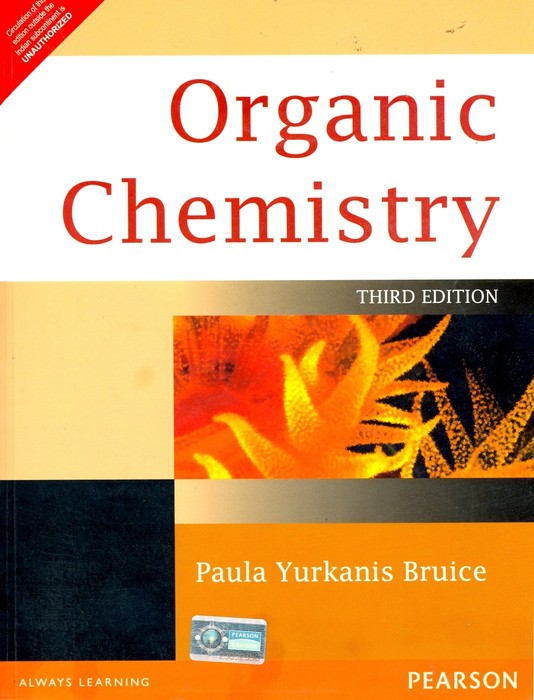 Circulation of this
edition outside the
Indian subcontinent is
UNAUTHORIZED
Organic
Chemistry
THIRD EDITION
Paula Yurkanis Bruice
PEARSON
ALWAYS LEARNING
PEARSON